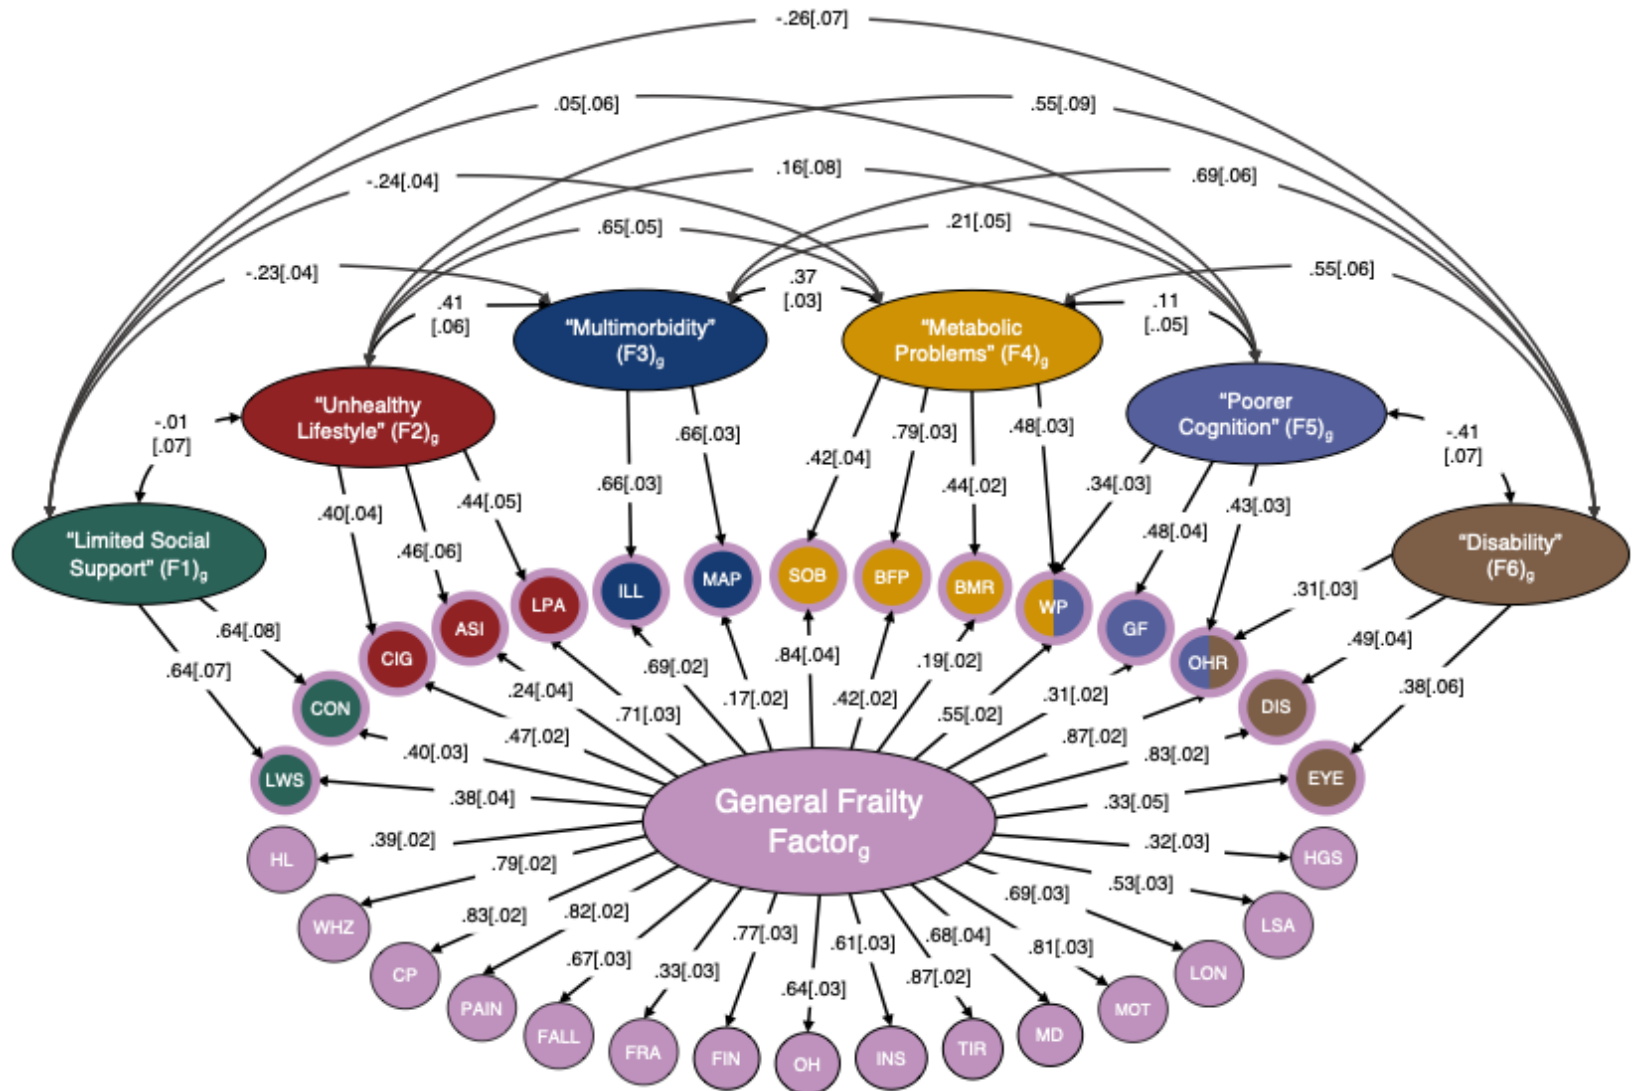 -.26[.07]
.05[.06]
.55[.09]
-.24[.04]
.16[.08]
.69[.06]
.65[.05]
.21[.05]
-.23[.04]
.55[.06]
.41
[.06]
.37
[.03]
.11
[..05]
“Multimorbidity”
(F3)g
“Metabolic
Problems” (F4)g
“Unhealthy
Lifestyle” (F2)g
“Poorer
Cognition” (F5)g
-.01
[.07]
-.41
[.07]
“Limited Social
Support” (F1)g
“Disability”
(F6)g
.66[.03]
.48[.03]
.79[.03]
.42[.04]
.66[.03]
.44[.02]
.34[.03]
.44[.05]
.40[.04]
.43[.03]
.48[.04]
.46[.06]
.31[.03]
.64[.08]
.49[.04]
.64[.07]
.38[.06]
SOB
BFP
MAP
BMR
ILL
LPA
WP
ASI
GF
CIG
OHR
CON
DIS
LWS
EYE
.84[.04]
.69[.02]
.19[.02]
.24[.04]
.31[.02]
.17[.02]
.42[.02]
.71[.03]
.55[.02]
.47[.02]
.87[.02]
.40[.03]
.83[.02]
.38[.04]
.33[.05]
General Frailty
Factorg
.39[.02]
.32[.03]
HL
HGS
.79[.02]
.53[.03]
.69[.03]
.83[.02]
.82[.02]
WHZ
LSA
.77[.03]
.61[.03]
.68[.04]
.81[.03]
.67[.03]
.33[.03]
.64[.03]
.87[.02]
CP
LON
PAIN
MOT
FALL
MD
FRA
TIR
FIN
INS
OH